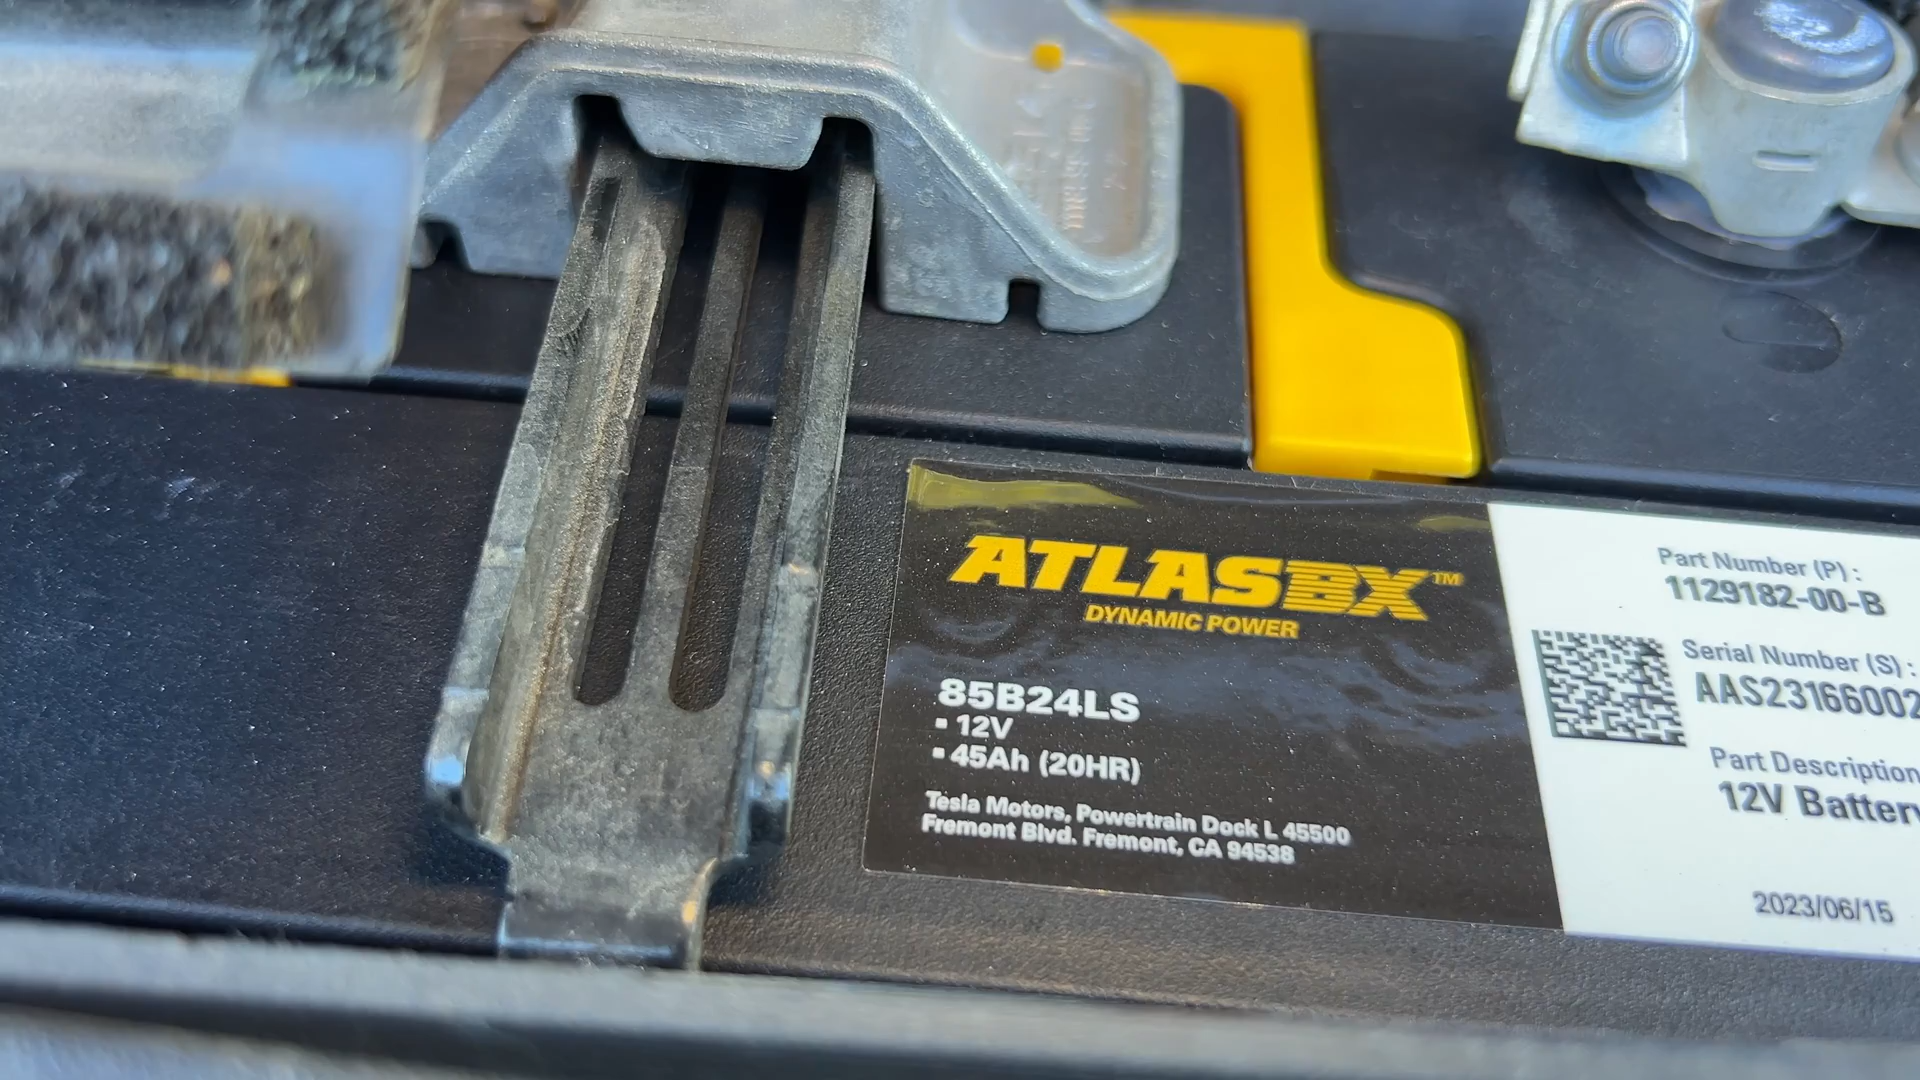 ATLASBX™
DYNAMIC POWER
85B24LS
▪ 12V
▪ 45Ah (20HR)
Tesla Motors, Powertrain Dock L 45500
Fremont Blvd. Fremont, CA 94538
Part Number (P) :
1129182-00-B
Serial Number (S) :
AAS23166002
Part Description
12V Battery
2023/06/15